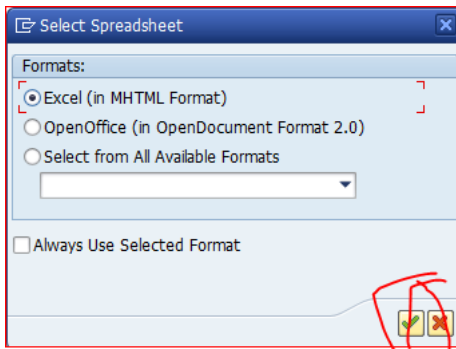 Select Spreadsheet
Formats:
Excel (in MHTML Format)
OpenOffice (in OpenDocument Format 2.0)
Select from All Available Formats
Always Use Selected Format